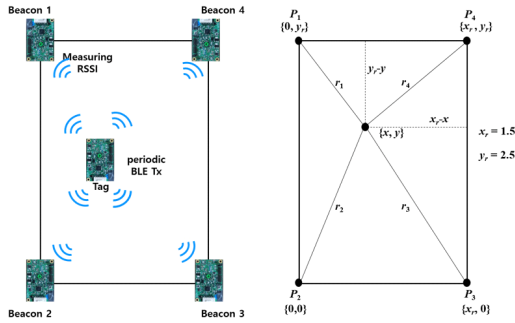 Beacon 1
Beacon 4
Measuring
RSSI
periodic
BLE Tx
Tag
Beacon 2
Beacon 3
P₁
{0, yᵣ}
P₄
{xᵣ, yᵣ}
yᵣ-y
r₁
r₄
xᵣ-x
{x, y}
xᵣ = 1.5
yᵣ = 2.5
r₂
r₃
P₂
{0,0}
P₃
{xᵣ, 0}